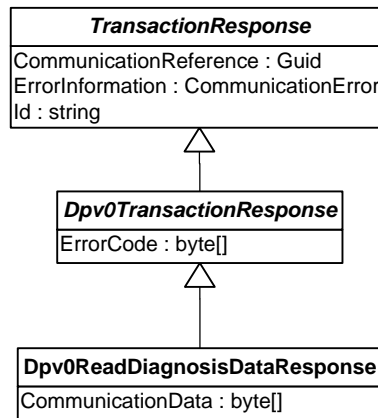 TransactionResponse
CommunicationReference : Guid
ErrorInformation : CommunicationError
Id : string
Dpv0TransactionResponse
ErrorCode : byte[]
Dpv0ReadDiagnosisDataResponse
CommunicationData : byte[]